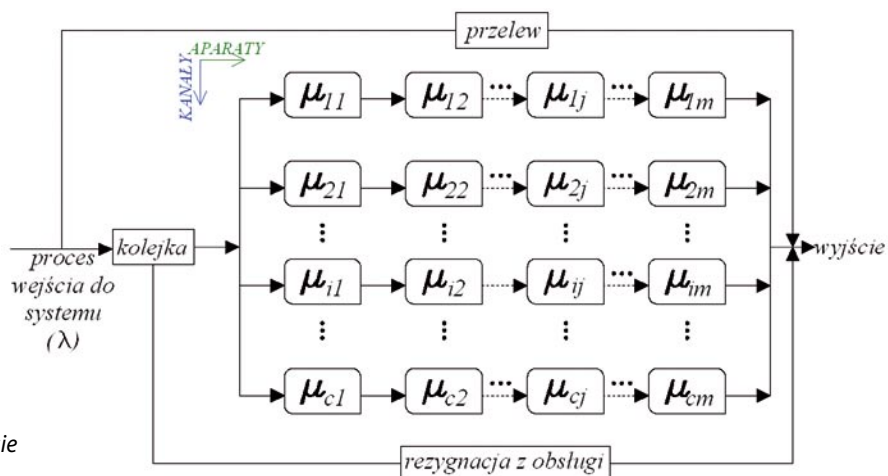 przelew
APARATY
KANAŁY
μ11 μ12 ... μ1j ... μ1m
μ21 μ22 ... μ2j ... μ2m
kolejka
wyjście
proces
wejścia do
systemu
(λ)
μi1 μi2 ... μij ... μim
μc1 μc2 ... μcj ... μcm
nie
rezygnacja z obsługi